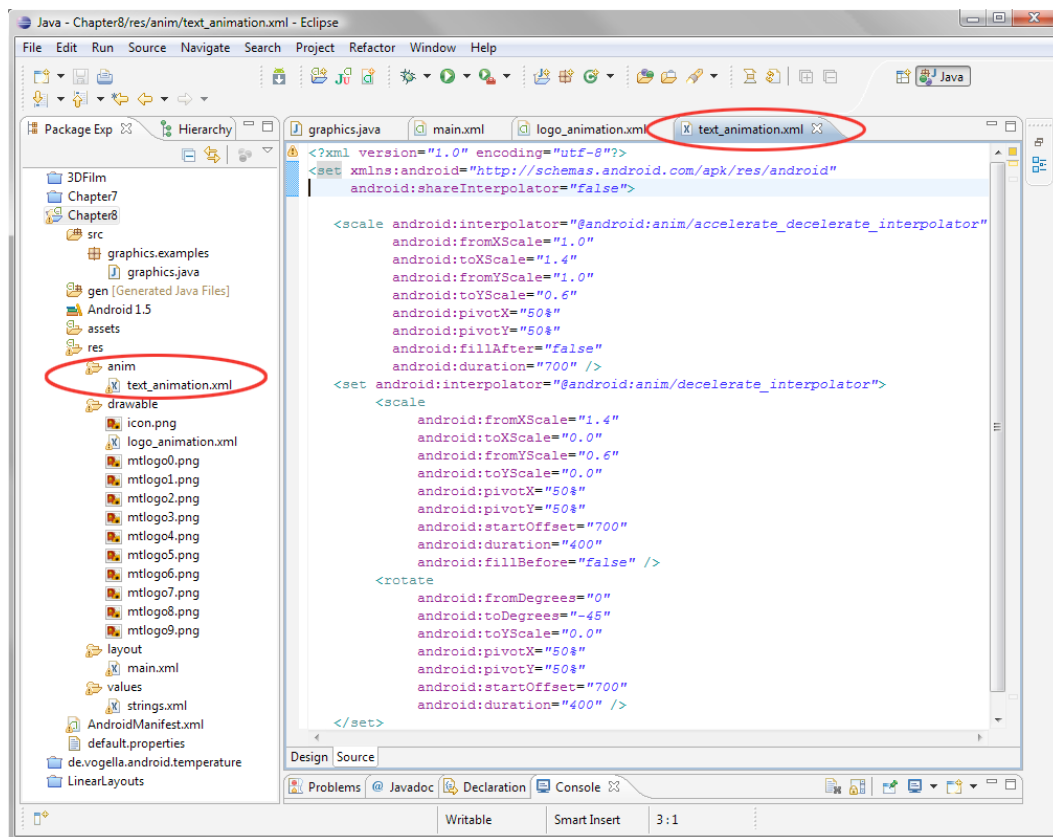 Java - Chapter8/res/anim/text_animation.xml - Eclipse
File Edit Run Source Navigate Search Project Refactor Window Help
Java
Package Exp Hierarchy
3DFilm
Chapter7
Chapter8
src
graphics.examples
graphics.java
gen [Generated Java Files]
Android 1.5
assets
res
anim
text_animation.xml
drawable
icon.png
logo_animation.xml
mtlogo0.png
mtlogo1.png
mtlogo2.png
mtlogo3.png
mtlogo4.png
mtlogo5.png
mtlogo6.png
mtlogo7.png
mtlogo8.png
mtlogo9.png
layout
main.xml
values
strings.xml
AndroidManifest.xml
default.properties
de.vogella.android.temperature
LinearLayouts
graphics.java main.xml logo_animation.xml text_animation.xml
<?xml version="1.0" encoding="utf-8"?>
<set xmlns:android="http://schemas.android.com/apk/res/android"
android:shareInterpolator="false">
<scale android:interpolator="@android:anim/accelerate_decelerate_interpolator"
android:fromXScale="1.0"
android:toXScale="1.4"
android:fromYScale="1.0"
android:toYScale="0.6"
android:pivotX="50%"
android:pivotY="50%"
android:fillAfter="false"
android:duration="700" />
<set android:interpolator="@android:anim/decelerate_interpolator">
<scale
android:fromXScale="1.4"
android:toXScale="0.0"
android:fromYScale="0.6"
android:toYScale="0.0"
android:pivotX="50%"
android:pivotY="50%"
android:startOffset="700"
android:duration="400"
android:fillBefore="false" />
<rotate
android:fromDegrees="0"
android:toDegrees="-45"
android:toYScale="0.0"
android:pivotX="50%"
android:pivotY="50%"
android:startOffset="700"
android:duration="400" />
</set>
Design Source
Problems @ Javadoc Declaration Console
Writable Smart Insert 3 : 1